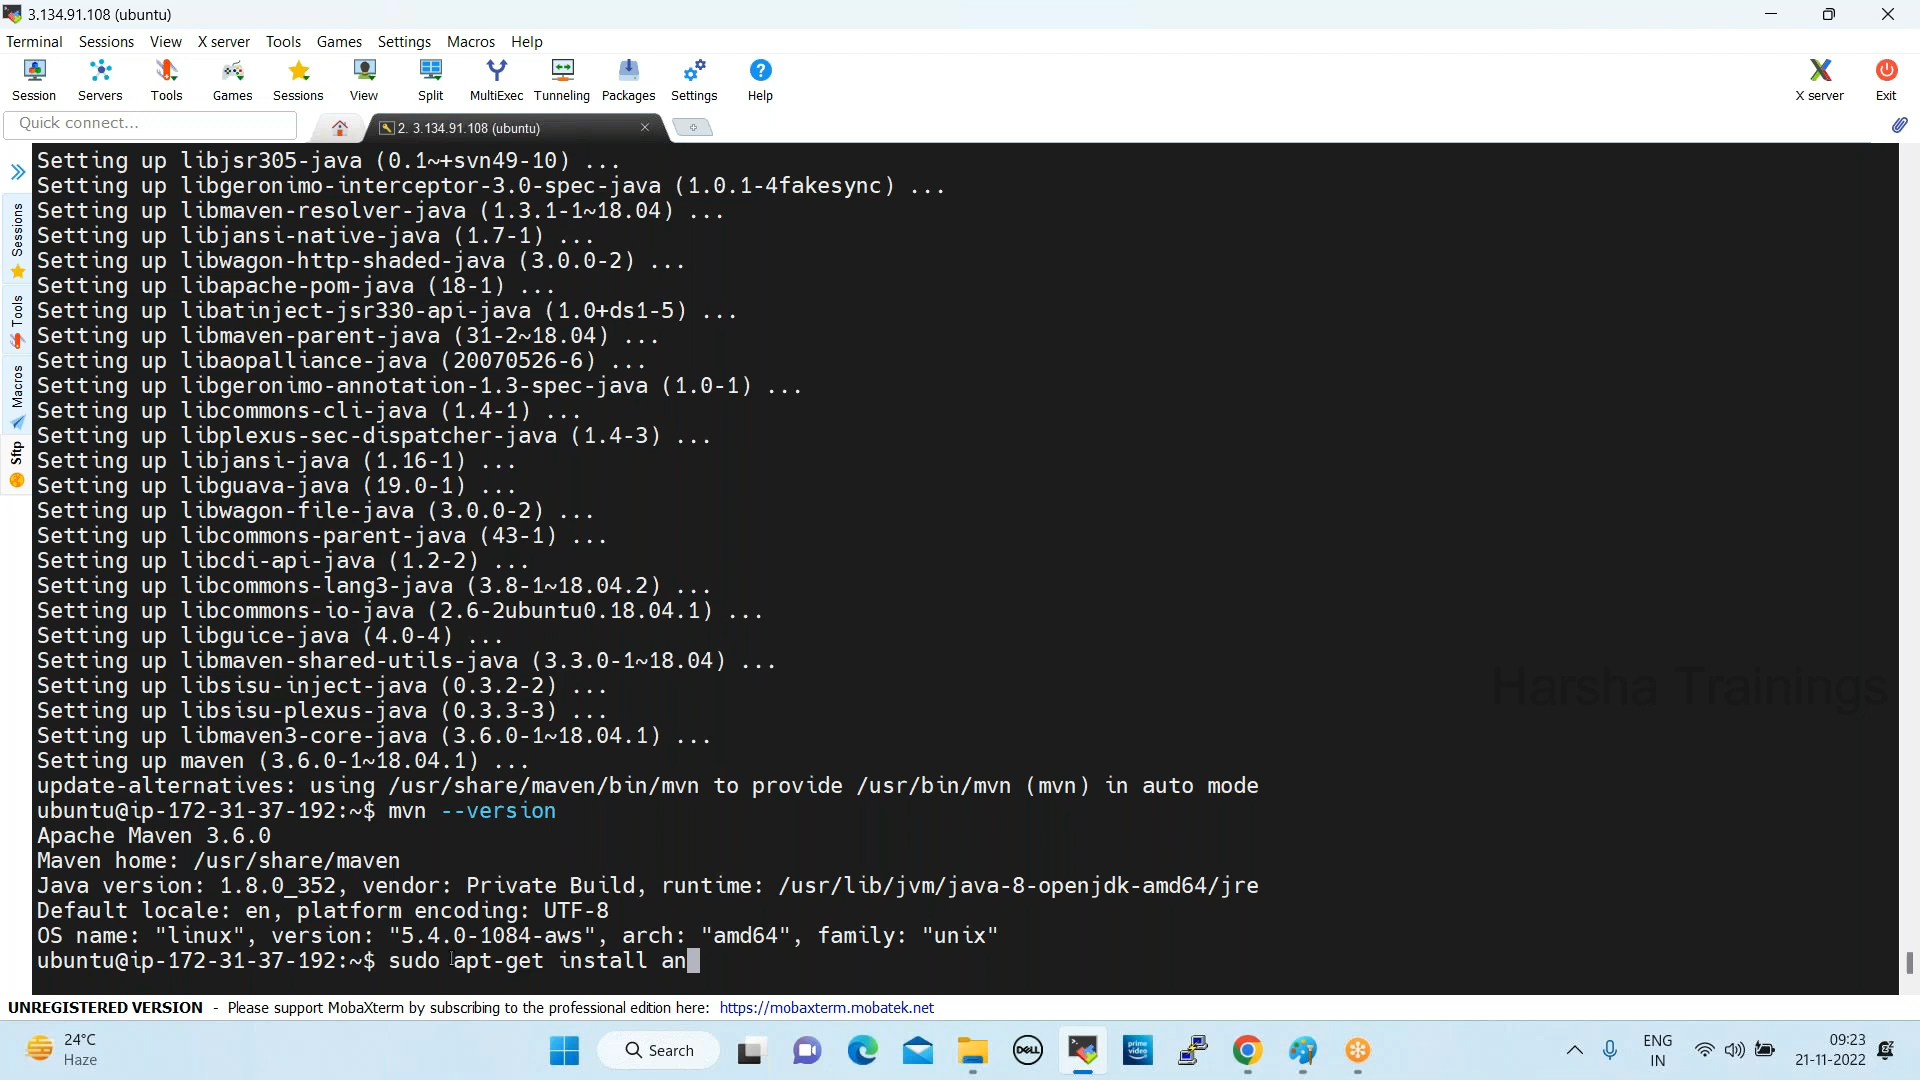 3.134.91.108 (ubuntu)
Terminal Sessions View X server Tools Games Settings Macros Help
Session Servers Tools Games Sessions View Split MultiExec Tunneling Packages Settings Help X server Exit
Quick connect...
2. 3.134.91.108 (ubuntu)
Sessions
Tools
Macros
Sftp
Setting up libjsr305-java (0.1~+svn49-10) ...
Setting up libgeronimo-interceptor-3.0-spec-java (1.0.1-4fakesync) ...
Setting up libmaven-resolver-java (1.3.1-1~18.04) ...
Setting up libjansi-native-java (1.7-1) ...
Setting up libwagon-http-shaded-java (3.0.0-2) ...
Setting up libapache-pom-java (18-1) ...
Setting up libatinject-jsr330-api-java (1.0+ds1-5) ...
Setting up libmaven-parent-java (31-2~18.04) ...
Setting up libaopalliance-java (20070526-6) ...
Setting up libgeronimo-annotation-1.3-spec-java (1.0-1) ...
Setting up libcommons-cli-java (1.4-1) ...
Setting up libplexus-sec-dispatcher-java (1.4-3) ...
Setting up libjansi-java (1.16-1) ...
Setting up libguava-java (19.0-1) ...
Setting up libwagon-file-java (3.0.0-2) ...
Setting up libcommons-parent-java (43-1) ...
Setting up libcdi-api-java (1.2-2) ...
Setting up libcommons-lang3-java (3.8-1~18.04.2) ...
Setting up libcommons-io-java (2.6-2ubuntu0.18.04.1) ...
Setting up libguice-java (4.0-4) ...
Setting up libmaven-shared-utils-java (3.3.0-1~18.04) ...
Setting up libsisu-inject-java (0.3.2-2) ...
Setting up libsisu-plexus-java (0.3.3-3) ...
Setting up libmaven3-core-java (3.6.0-1~18.04.1) ...
Setting up maven (3.6.0-1~18.04.1) ...
update-alternatives: using /usr/share/maven/bin/mvn to provide /usr/bin/mvn (mvn) in auto mode
ubuntu@ip-172-31-37-192:~$ mvn --version
Apache Maven 3.6.0
Maven home: /usr/share/maven
Java version: 1.8.0_352, vendor: Private Build, runtime: /usr/lib/jvm/java-8-openjdk-amd64/jre
Default locale: en, platform encoding: UTF-8
OS name: "linux", version: "5.4.0-1084-aws", arch: "amd64", family: "unix"
ubuntu@ip-172-31-37-192:~$ sudo apt-get install an
Harsha Trainings
UNREGISTERED VERSION - Please support MobaXterm by subscribing to the professional edition here: https://mobaxterm.mobatek.net
24°C
Haze
Search
DELL
prime video
ENG
IN
09:23
21-11-2022